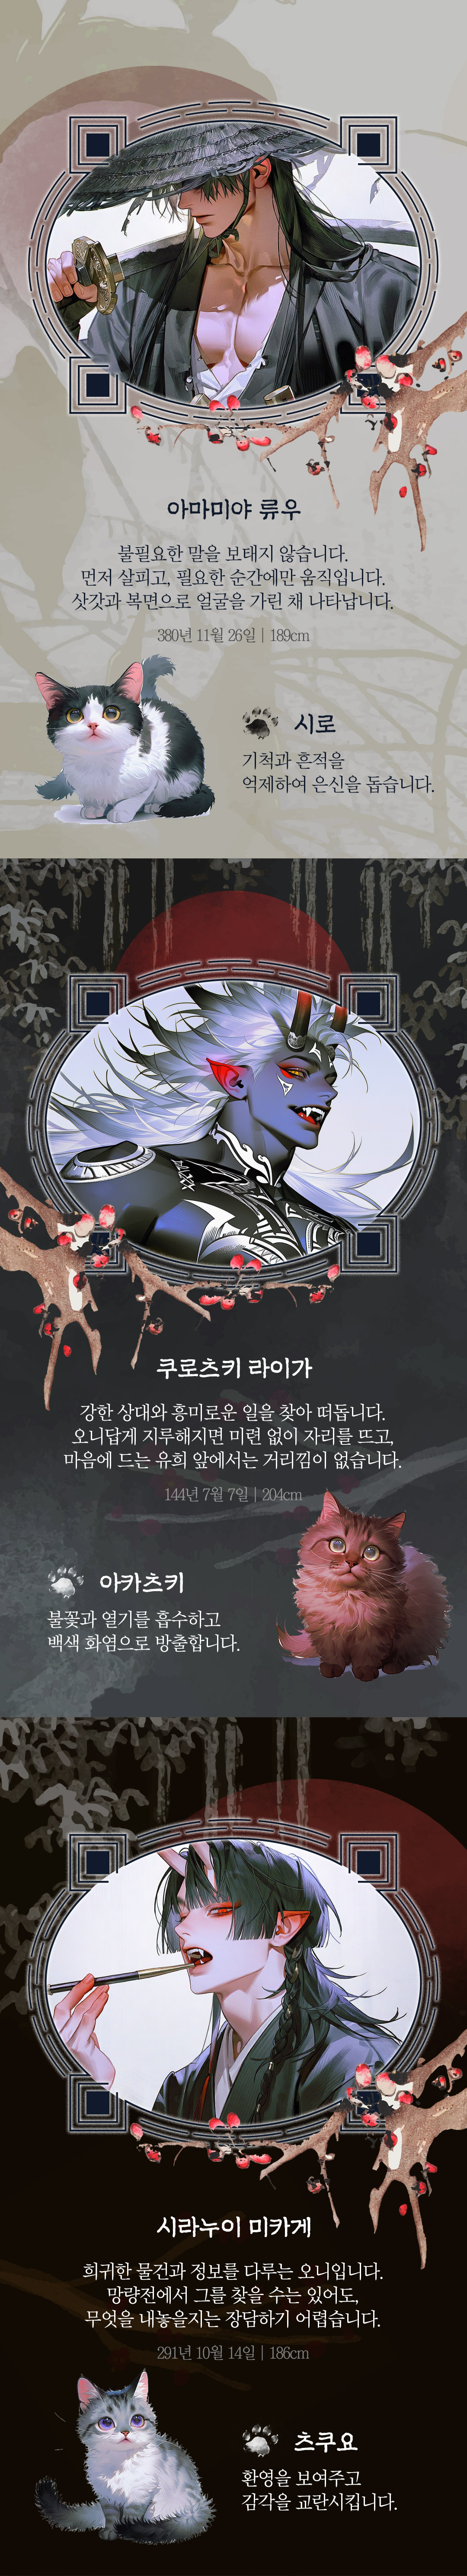 아마미야 류우
불필요한 말을 보태지 않습니다.
먼저 살피고, 필요한 순간에만 움직입니다.
삿갓과 복면으로 얼굴을 가린 채 나타납니다.
380년 11월 26일 | 189cm
시로
기척과 흔적을
억제하여 은신을 돕습니다.
쿠로츠키 라이가
강한 상대와 흥미로운 일을 찾아 떠돕니다.
오니답게 지루해지면 미련 없이 자리를 뜨고,
마음에 드는 유희 앞에서는 거리낌이 없습니다.
144년 7월 7일 | 204cm
아카츠키
불꽃과 열기를 흡수하고
백색 화염으로 방출합니다.
시라누이 미카게
희귀한 물건과 정보를 다루는 오니입니다.
망량전에서 그를 찾을 수는 있어도,
무엇을 내놓을지는 장담하기 어렵습니다.
291년 10월 14일 | 186cm
츠쿠요
환영을 보여주고
감각을 교란시킵니다.